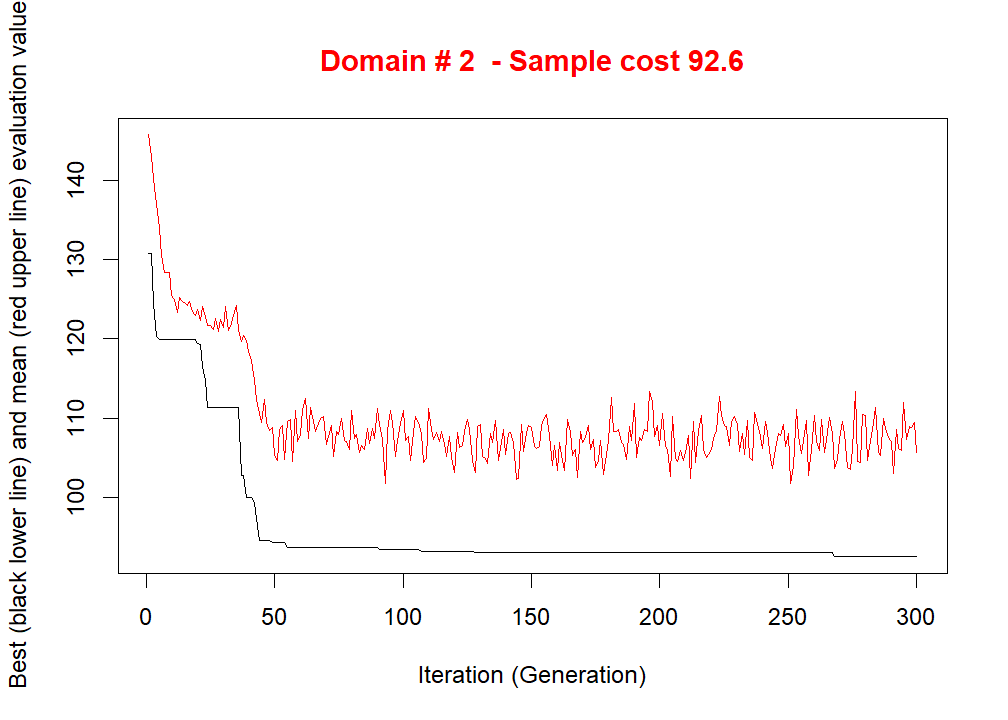 Domain # 2  - Sample cost 92.6
Best (black lower line) and mean (red upper line) evaluation value
140
130
120
110
100
0 50 100 150 200 250 300
Iteration (Generation)